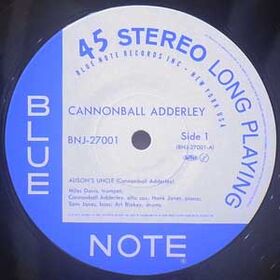 45 STEREO LONG PLAYING
BLUE NOTE RECORDS INC · NEW YORK USA
CANNONBALL ADDERLEY
BNJ-27001
Side 1
(BNJ-27001-A)
ALISON'S UNCLE (Cannonball Adderley)
Miles Davis, trumpet;
Cannonball Adderley, alto sax; Hank Jones, piano;
Sam Jones, bass; Art Blakey, drums
BLUE
NOTE